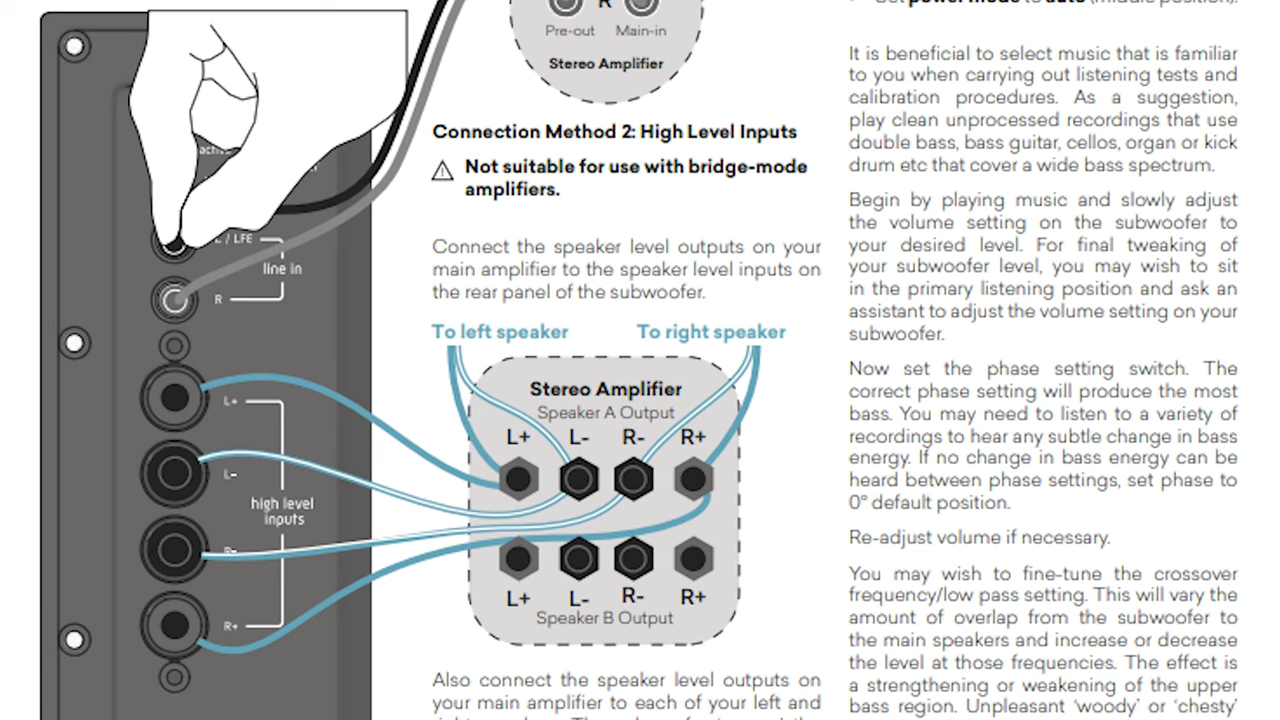 activ
L / LFE
line in
R
L+
L-
high level
inputs
R-
R+
R
Pre-out Main-in
Stereo Amplifier
Connection Method 2: High Level Inputs
Not suitable for use with bridge-mode
amplifiers.
Connect the speaker level outputs on your
main amplifier to the speaker level inputs on
the rear panel of the subwoofer.
To left speaker To right speaker
Stereo Amplifier
Speaker A Output
L+ L- R- R+
L+ L- R- R+
Speaker B Output
Also connect the speaker level outputs on
your main amplifier to each of your left and
power mode to auto (middle position).
It is beneficial to select music that is familiar
to you when carrying out listening tests and
calibration procedures. As a suggestion,
play clean unprocessed recordings that use
double bass, bass guitar, cellos, organ or kick
drum etc that cover a wide bass spectrum.
Begin by playing music and slowly adjust
the volume setting on the subwoofer to
your desired level. For final tweaking of
your subwoofer level, you may wish to sit
in the primary listening position and ask an
assistant to adjust the volume setting on your
subwoofer.
Now set the phase setting switch. The
correct phase setting will produce the most
bass. You may need to listen to a variety of
recordings to hear any subtle change in bass
energy. If no change in bass energy can be
heard between phase settings, set phase to
0° default position.
Re-adjust volume if necessary.
You may wish to fine-tune the crossover
frequency/low pass setting. This will vary the
amount of overlap from the subwoofer to
the main speakers and increase or decrease
the level at those frequencies. The effect is
a strengthening or weakening of the upper
bass region. Unpleasant ‘woody’ or ‘chesty’